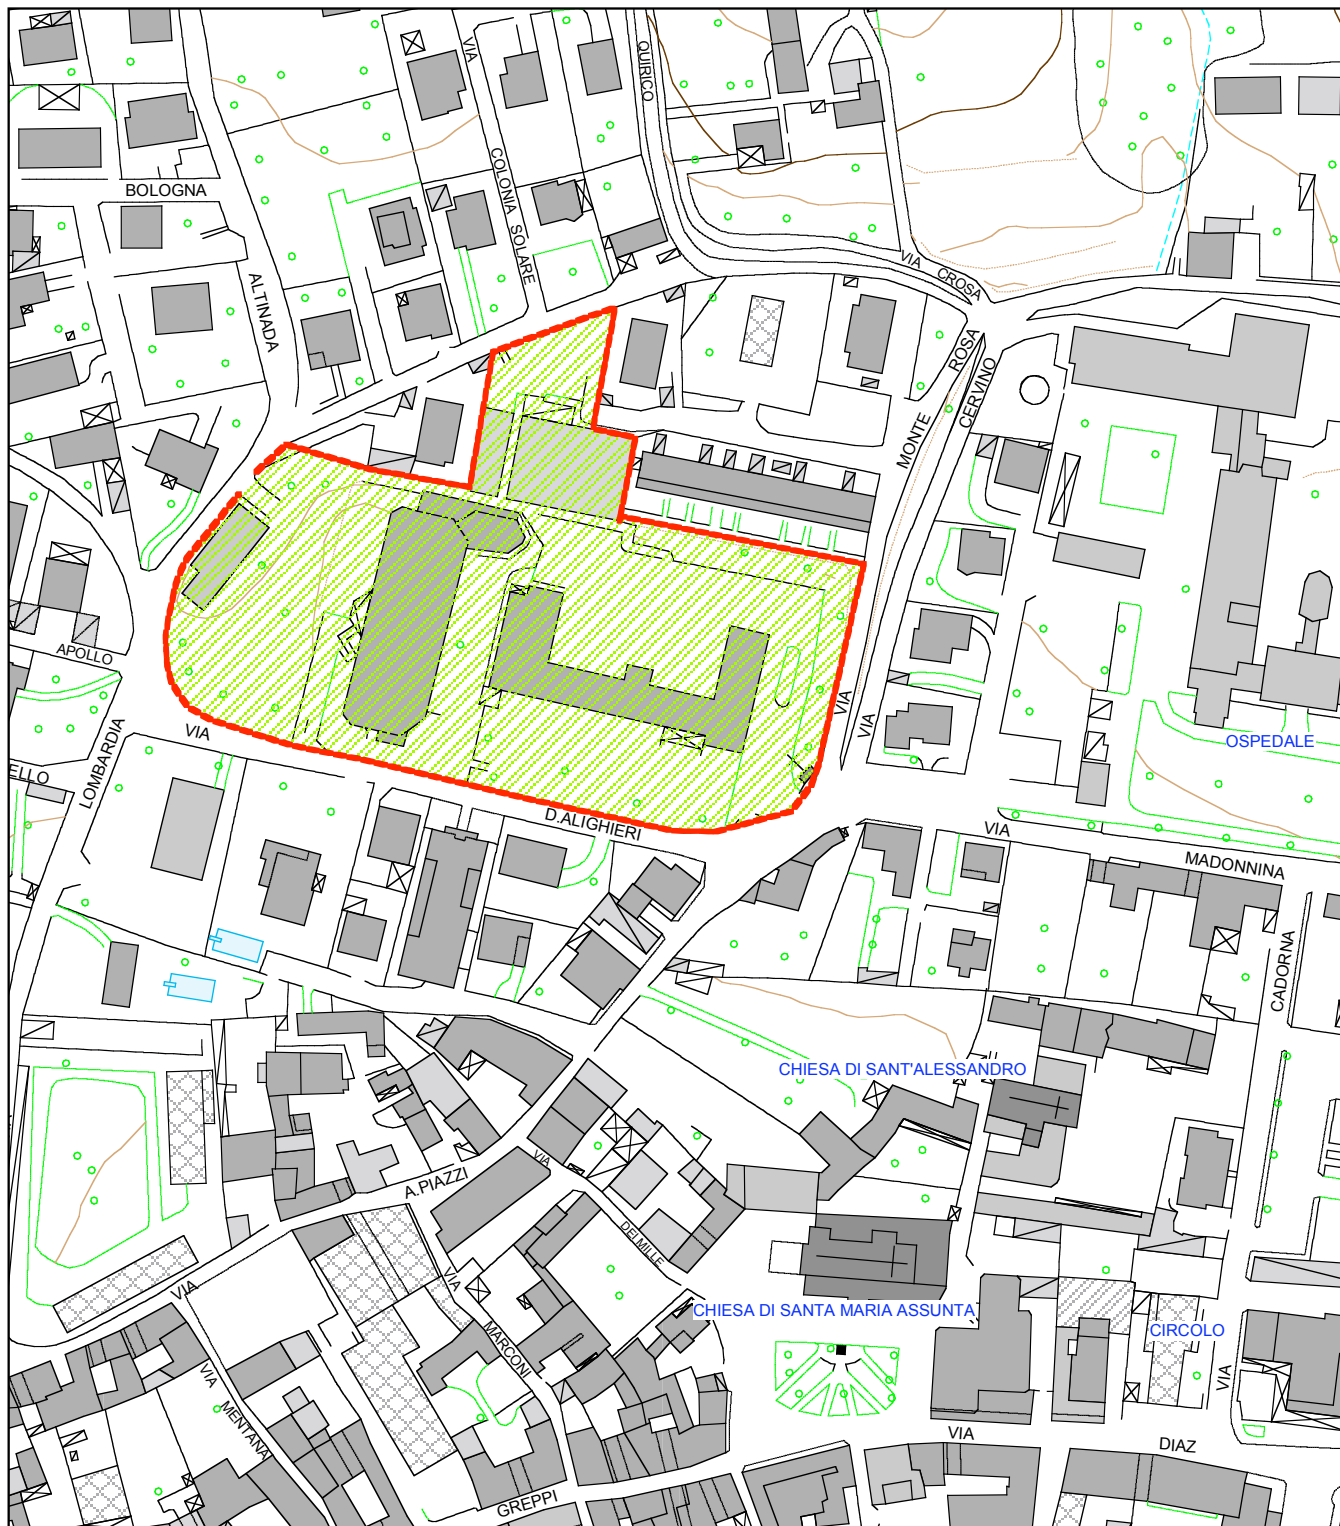 VIA
QUIRICO
COLONIA SOLARE
BOLOGNA
ALTINADA
VIA CROSA
MONTE ROSA
VIA
CERVINO
VIA
APOLLO
LOMBARDIA
ELLO
VIA
D.ALIGHIERI
OSPEDALE
VIA
MADONNINA
CADORNA
VIA
CHIESA DI SANT'ALESSANDRO
A.PIAZZI
VIA
VIA
DEI MILLE
CHIESA DI SANTA MARIA ASSUNTA
CIRCOLO
VIA
MARCONI
VIA
MENTANA
GREPPI
VIA
DIAZ